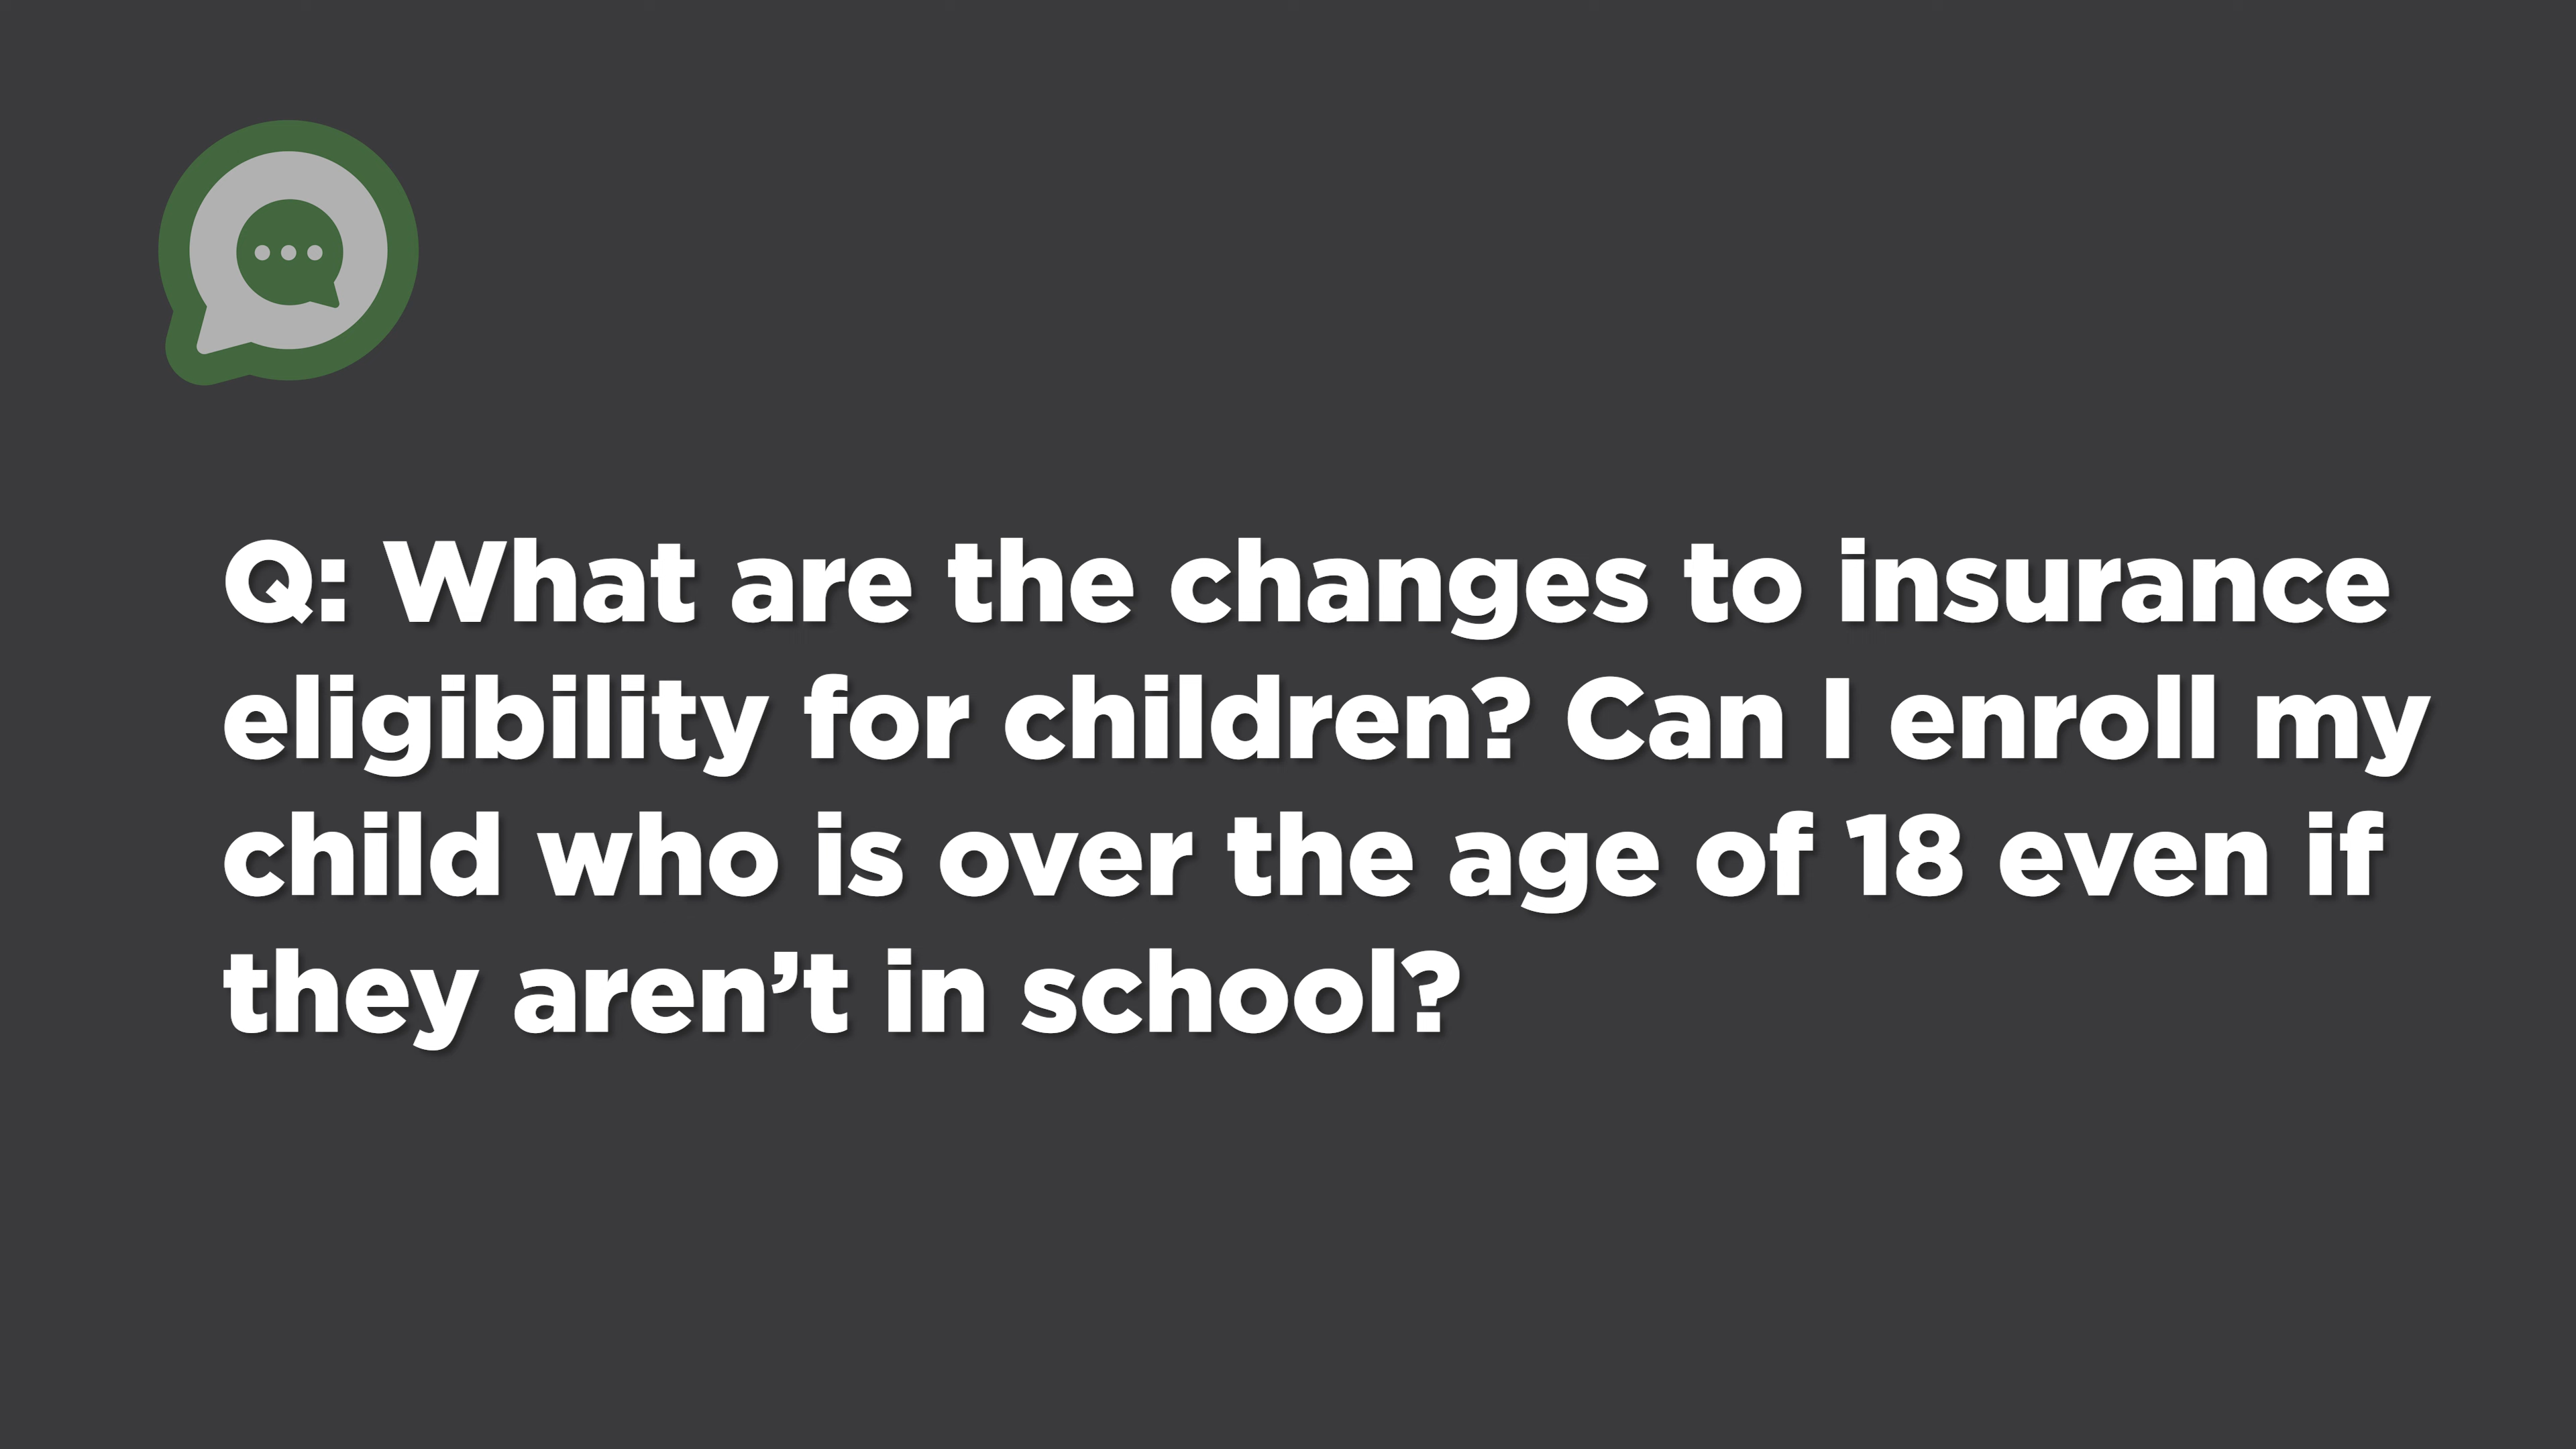 Q: What are the changes to insurance
eligibility for children? Can I enroll my
child who is over the age of 18 even if
they aren’t in school?